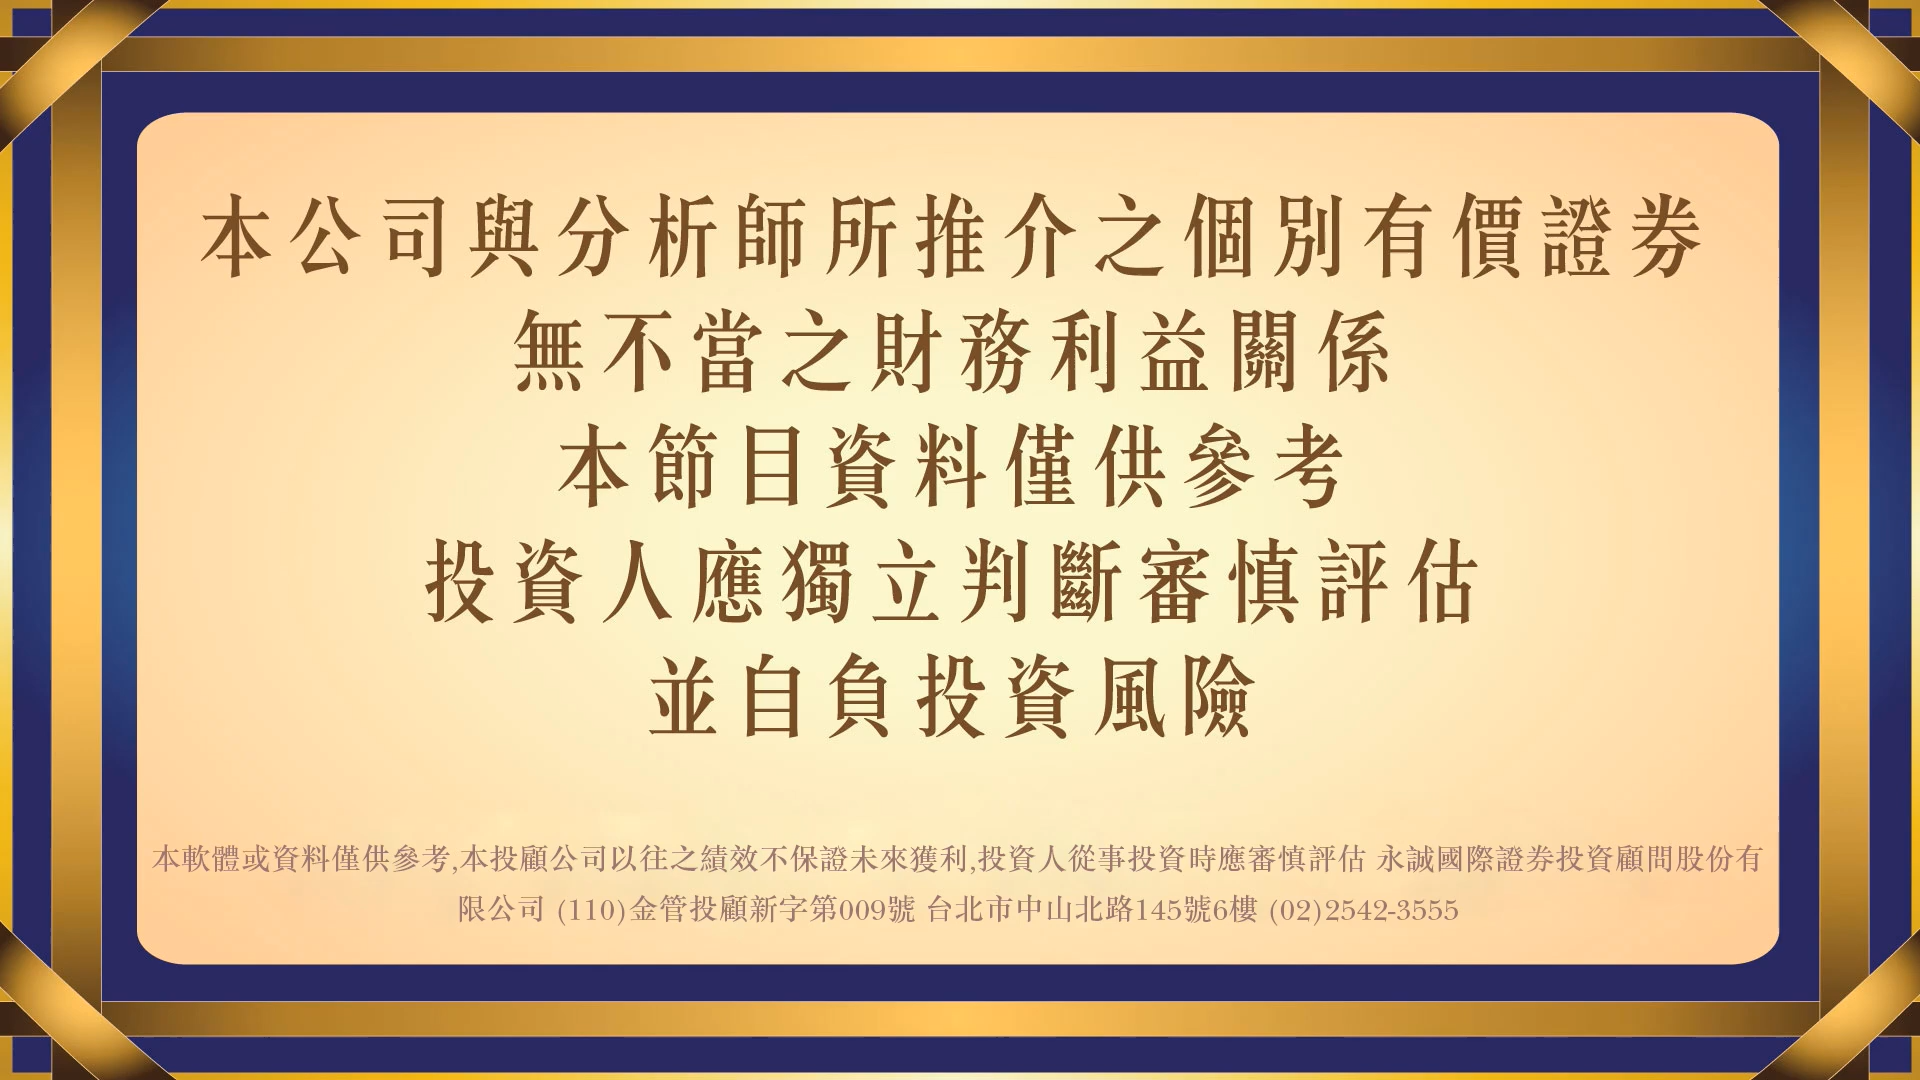 本公司與分析師所推介之個別有價證券
無不當之財務利益關係
本節目資料僅供參考
投資人應獨立判斷審慎評估
並自負投資風險
本軟體或資料僅供參考,本投顧公司以往之績效不保證未來獲利,投資人從事投資時應審慎評估 永誠國際證券投資顧問股份有
限公司 (110)金管投顧新字第009號 台北市中山北路145號6樓 (02)2542-3555